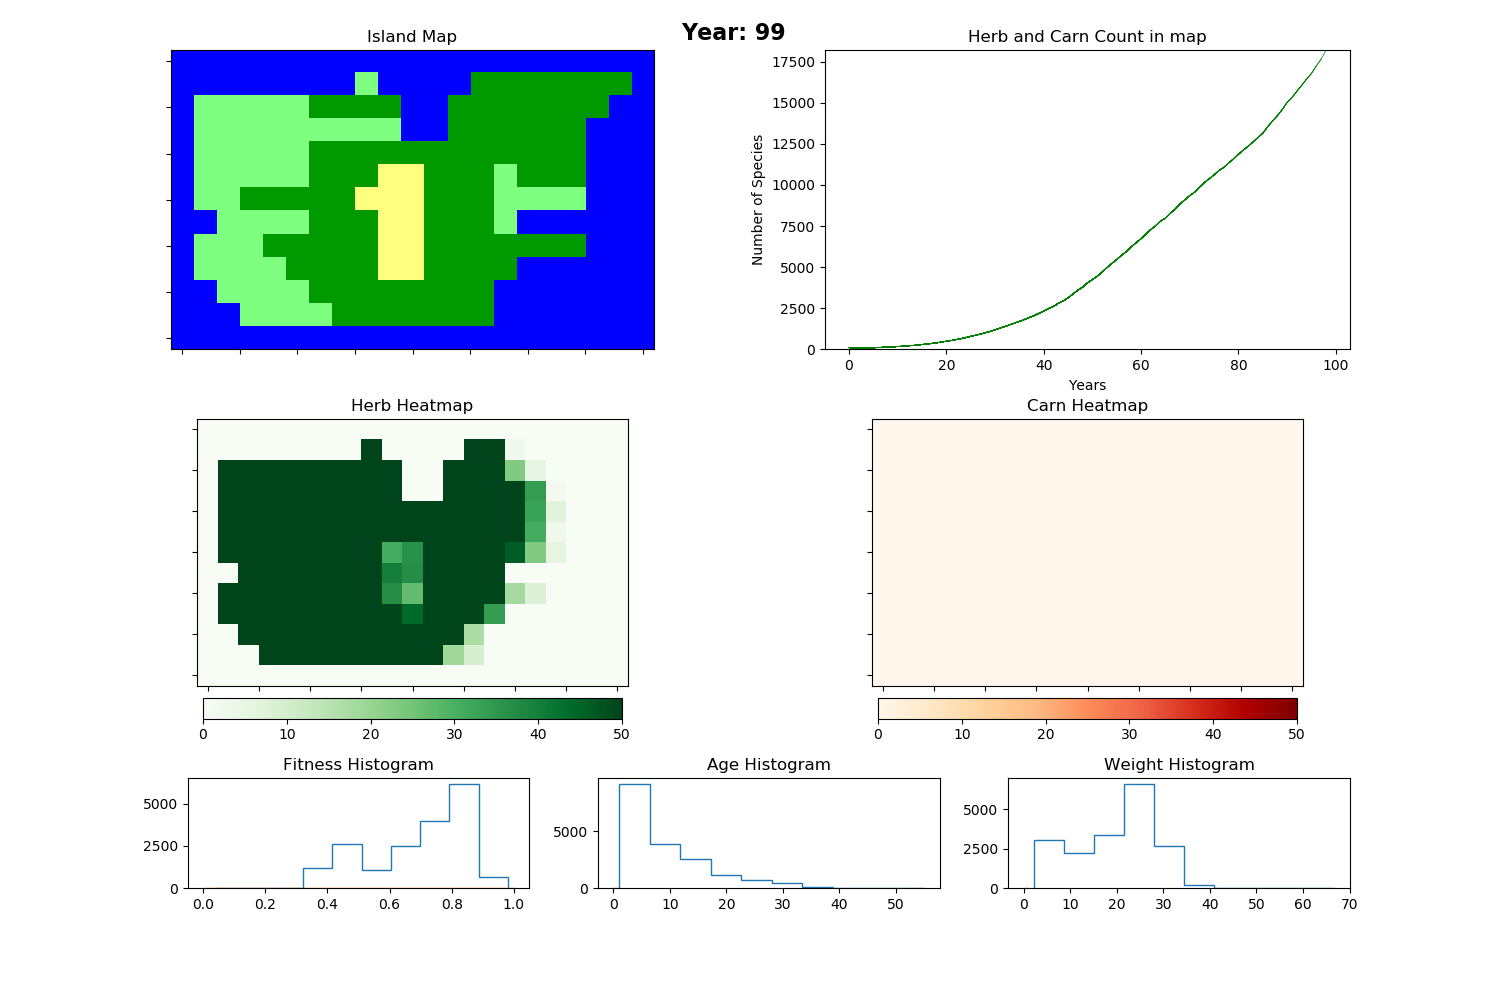 Year: 99
Island Map
Herb and Carn Count in map
17500
15000
12500
10000
7500
5000
2500
0
Number of Species
0 20 40 60 80 100
Years
Herb Heatmap
Carn Heatmap
0 10 20 30 40 50
0 10 20 30 40 50
Fitness Histogram
5000
2500
0
0.0 0.2 0.4 0.6 0.8 1.0
Age Histogram
5000
0
0 10 20 30 40 50
Weight Histogram
5000
2500
0
0 10 20 30 40 50 60 70